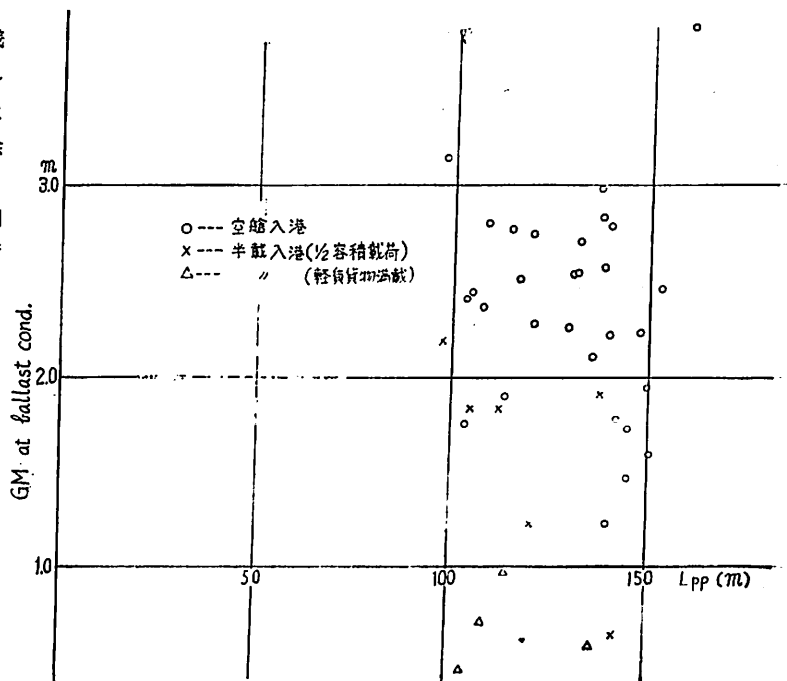 m
3.0
o --- 空艙入港
x --- 半載入港(1/2容積載荷)
△--- 〃 (軽貨貨物満載)
2.0
GM at ballast cond.
1.0
50
100
150
Lpp (m)